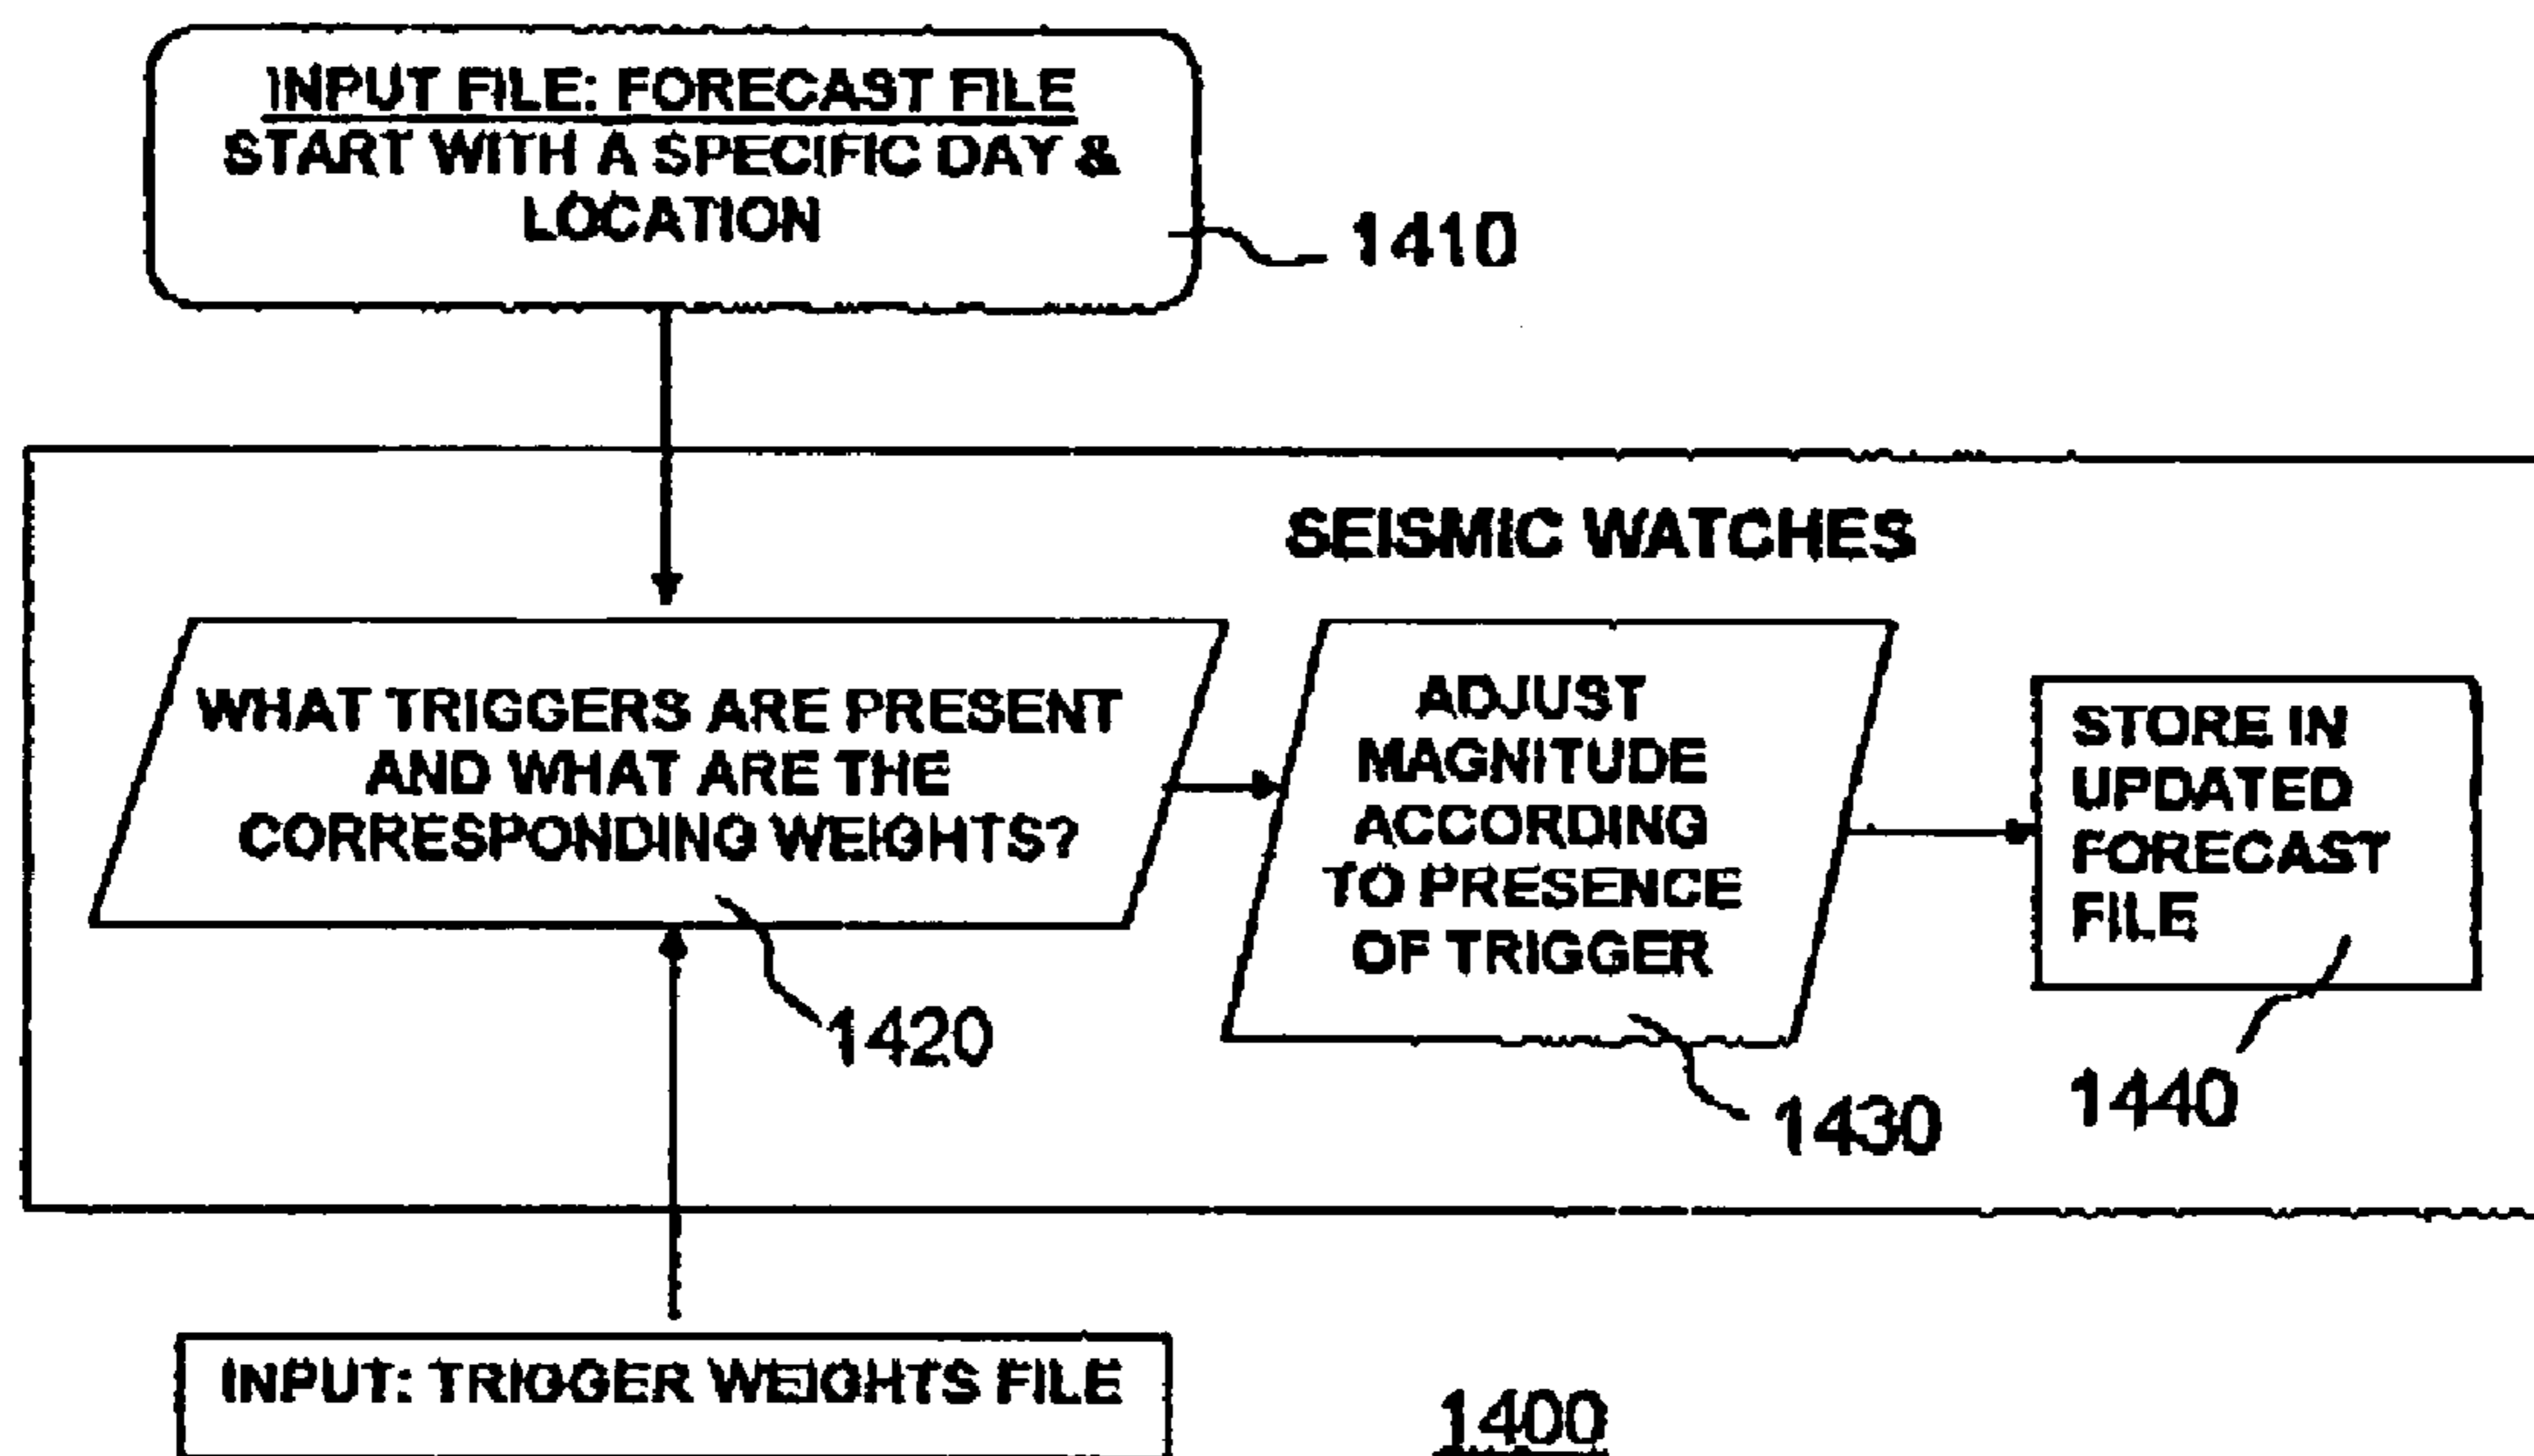 INPUT FILE: FORECAST FILE
START WITH A SPECIFIC DAY &
LOCATION
1410
SEISMIC WATCHES
WHAT TRIGGERS ARE PRESENT
AND WHAT ARE THE
CORRESPONDING WEIGHTS?
1420
ADJUST
MAGNITUDE
ACCORDING
TO PRESENCE
OF TRIGGER
1430
STORE IN
UPDATED
FORECAST
FILE
1440
INPUT: TRIGGER WEIGHTS FILE
1400